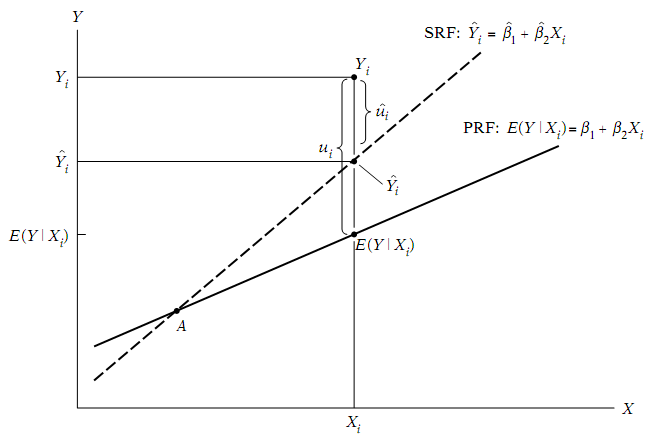 Y
SRF: Ŷᵢ = β̂₁ + β̂₂Xᵢ
Yᵢ
Yᵢ
ûᵢ
PRF: E(Y | Xᵢ) = β₁ + β₂Xᵢ
uᵢ
Ŷᵢ
Ŷᵢ
E(Y | Xᵢ)
E(Y | Xᵢ)
A
X
Xᵢ